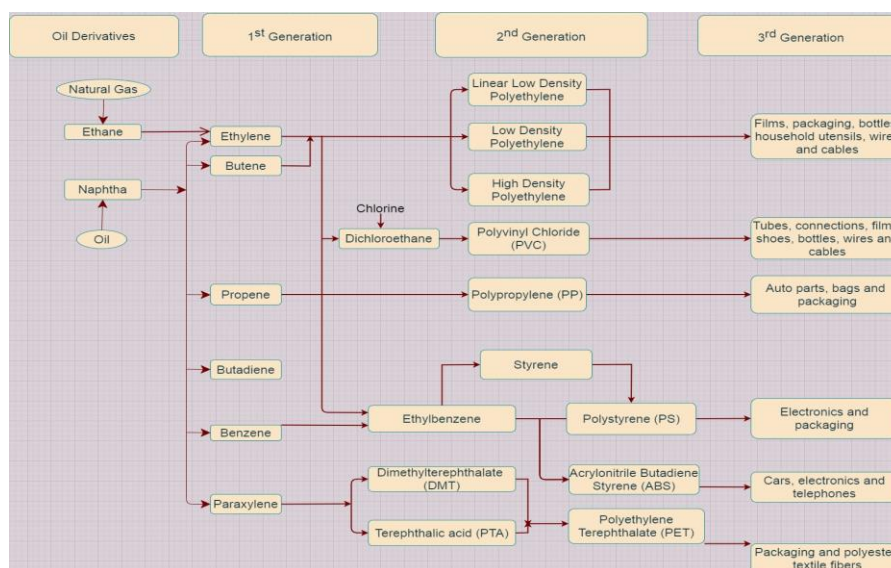 Oil Derivatives
1st Generation
2nd Generation
3rd Generation
Natural Gas
Ethane
Naphtha
Oil
Ethylene
Butene
Propene
Butadiene
Benzene
Paraxylene
Chlorine
Dichloroethane
Linear Low Density
Polyethylene
Low Density
Polyethylene
High Density
Polyethylene
Polyvinyl Chloride
(PVC)
Polypropylene (PP)
Styrene
Ethylbenzene
Polystyrene (PS)
Dimethylterephthalate
(DMT)
Acrylonitrile Butadiene
Styrene (ABS)
Terephthalic acid (PTA)
Polyethylene
Terephthalate (PET)
Films, packaging, bottle
household utensils, wire
and cables
Tubes, connections, film
shoes, bottles, wires an
cables
Auto parts, bags and
packaging
Electronics and
packaging
Cars, electronics and
telephones
Packaging and polyeste
textile fibers